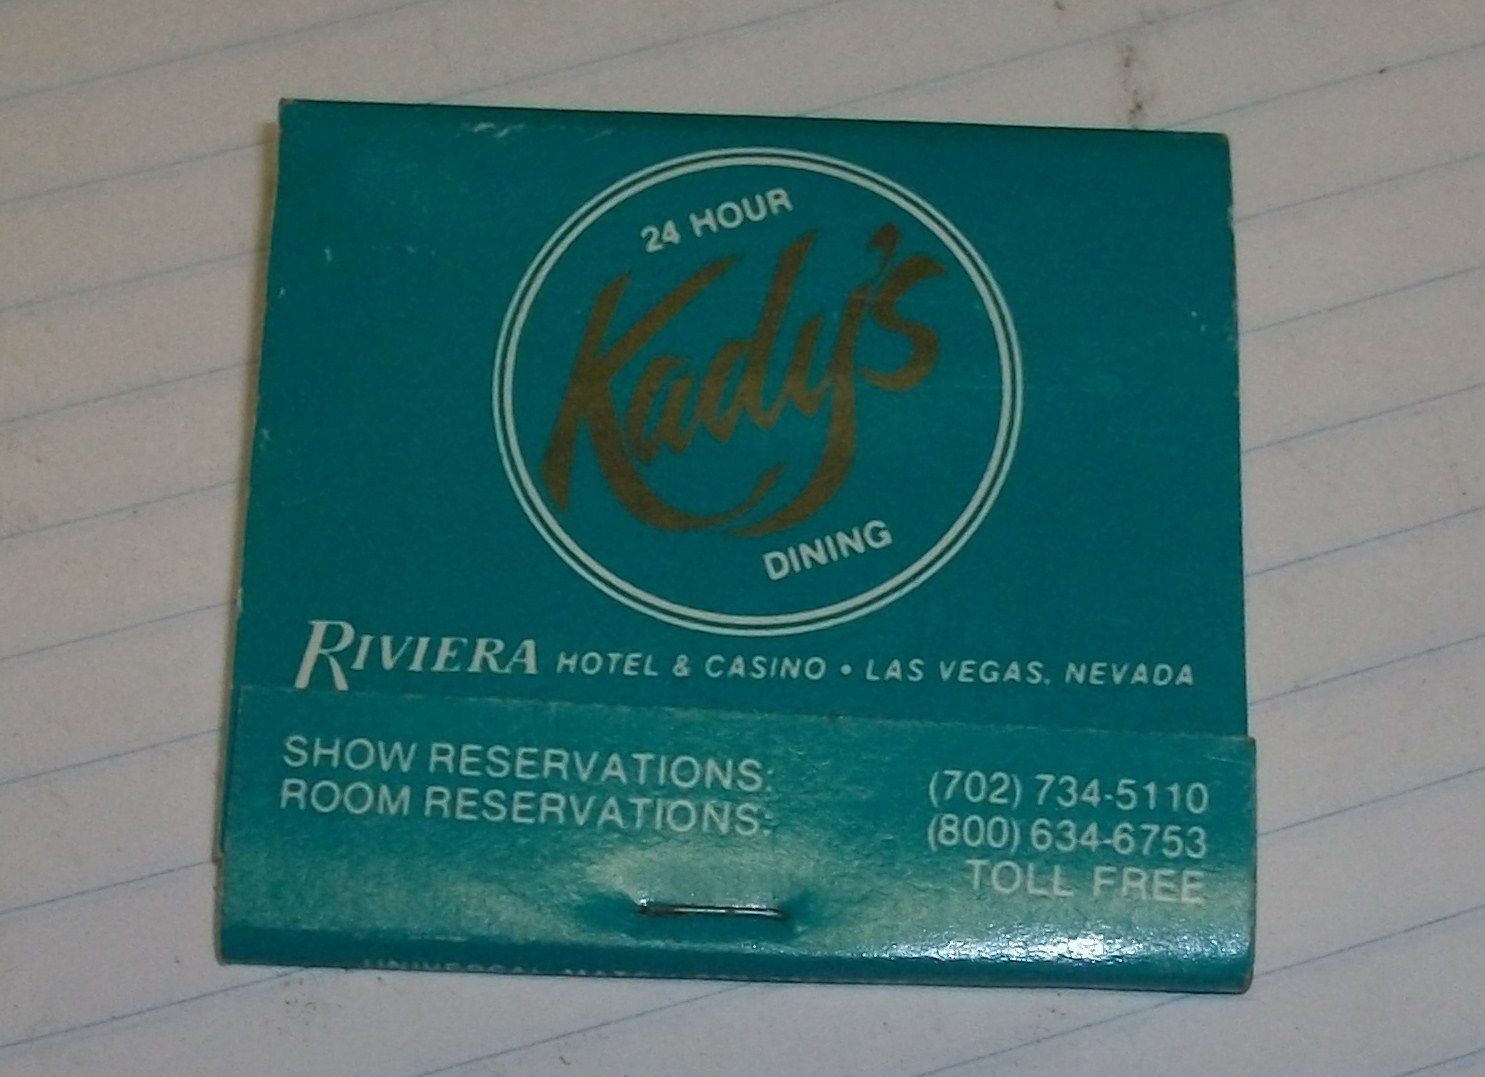 24 HOUR
Kady's
DINING
RIVIERA HOTEL & CASINO • LAS VEGAS, NEVADA
SHOW RESERVATIONS: (702) 734-5110
ROOM RESERVATIONS: (800) 634-6753
TOLL FREE
UNIVERSAL